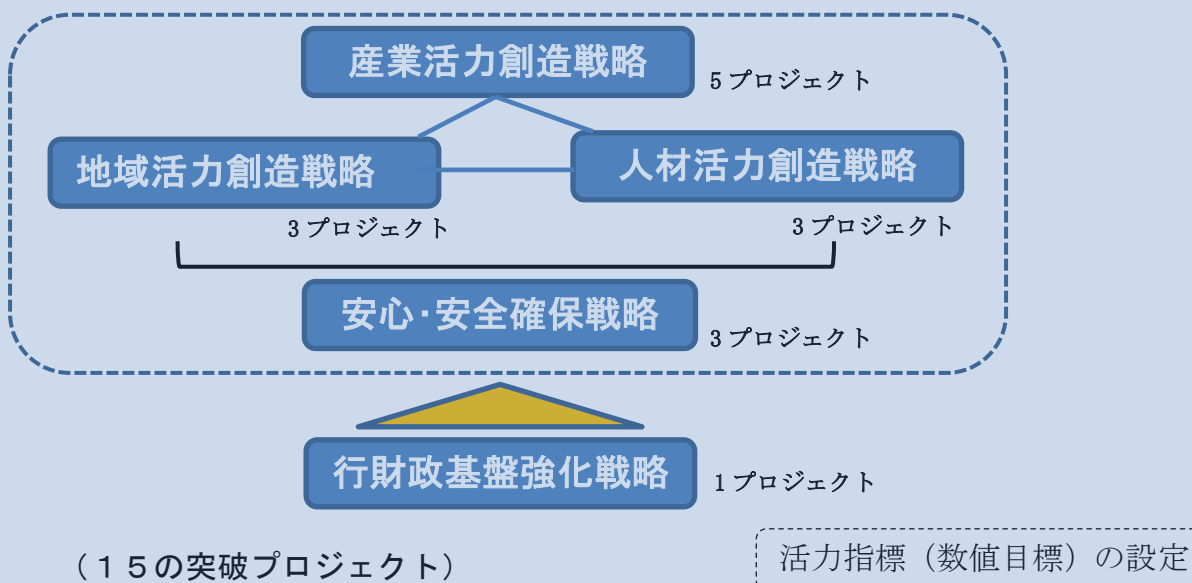 産業活力創造戦略
5プロジェクト
地域活力創造戦略
人材活力創造戦略
3プロジェクト
3プロジェクト
安心・安全確保戦略
3プロジェクト
行財政基盤強化戦略
1プロジェクト
(15の突破プロジェクト)
活力指標（数値目標）の設定